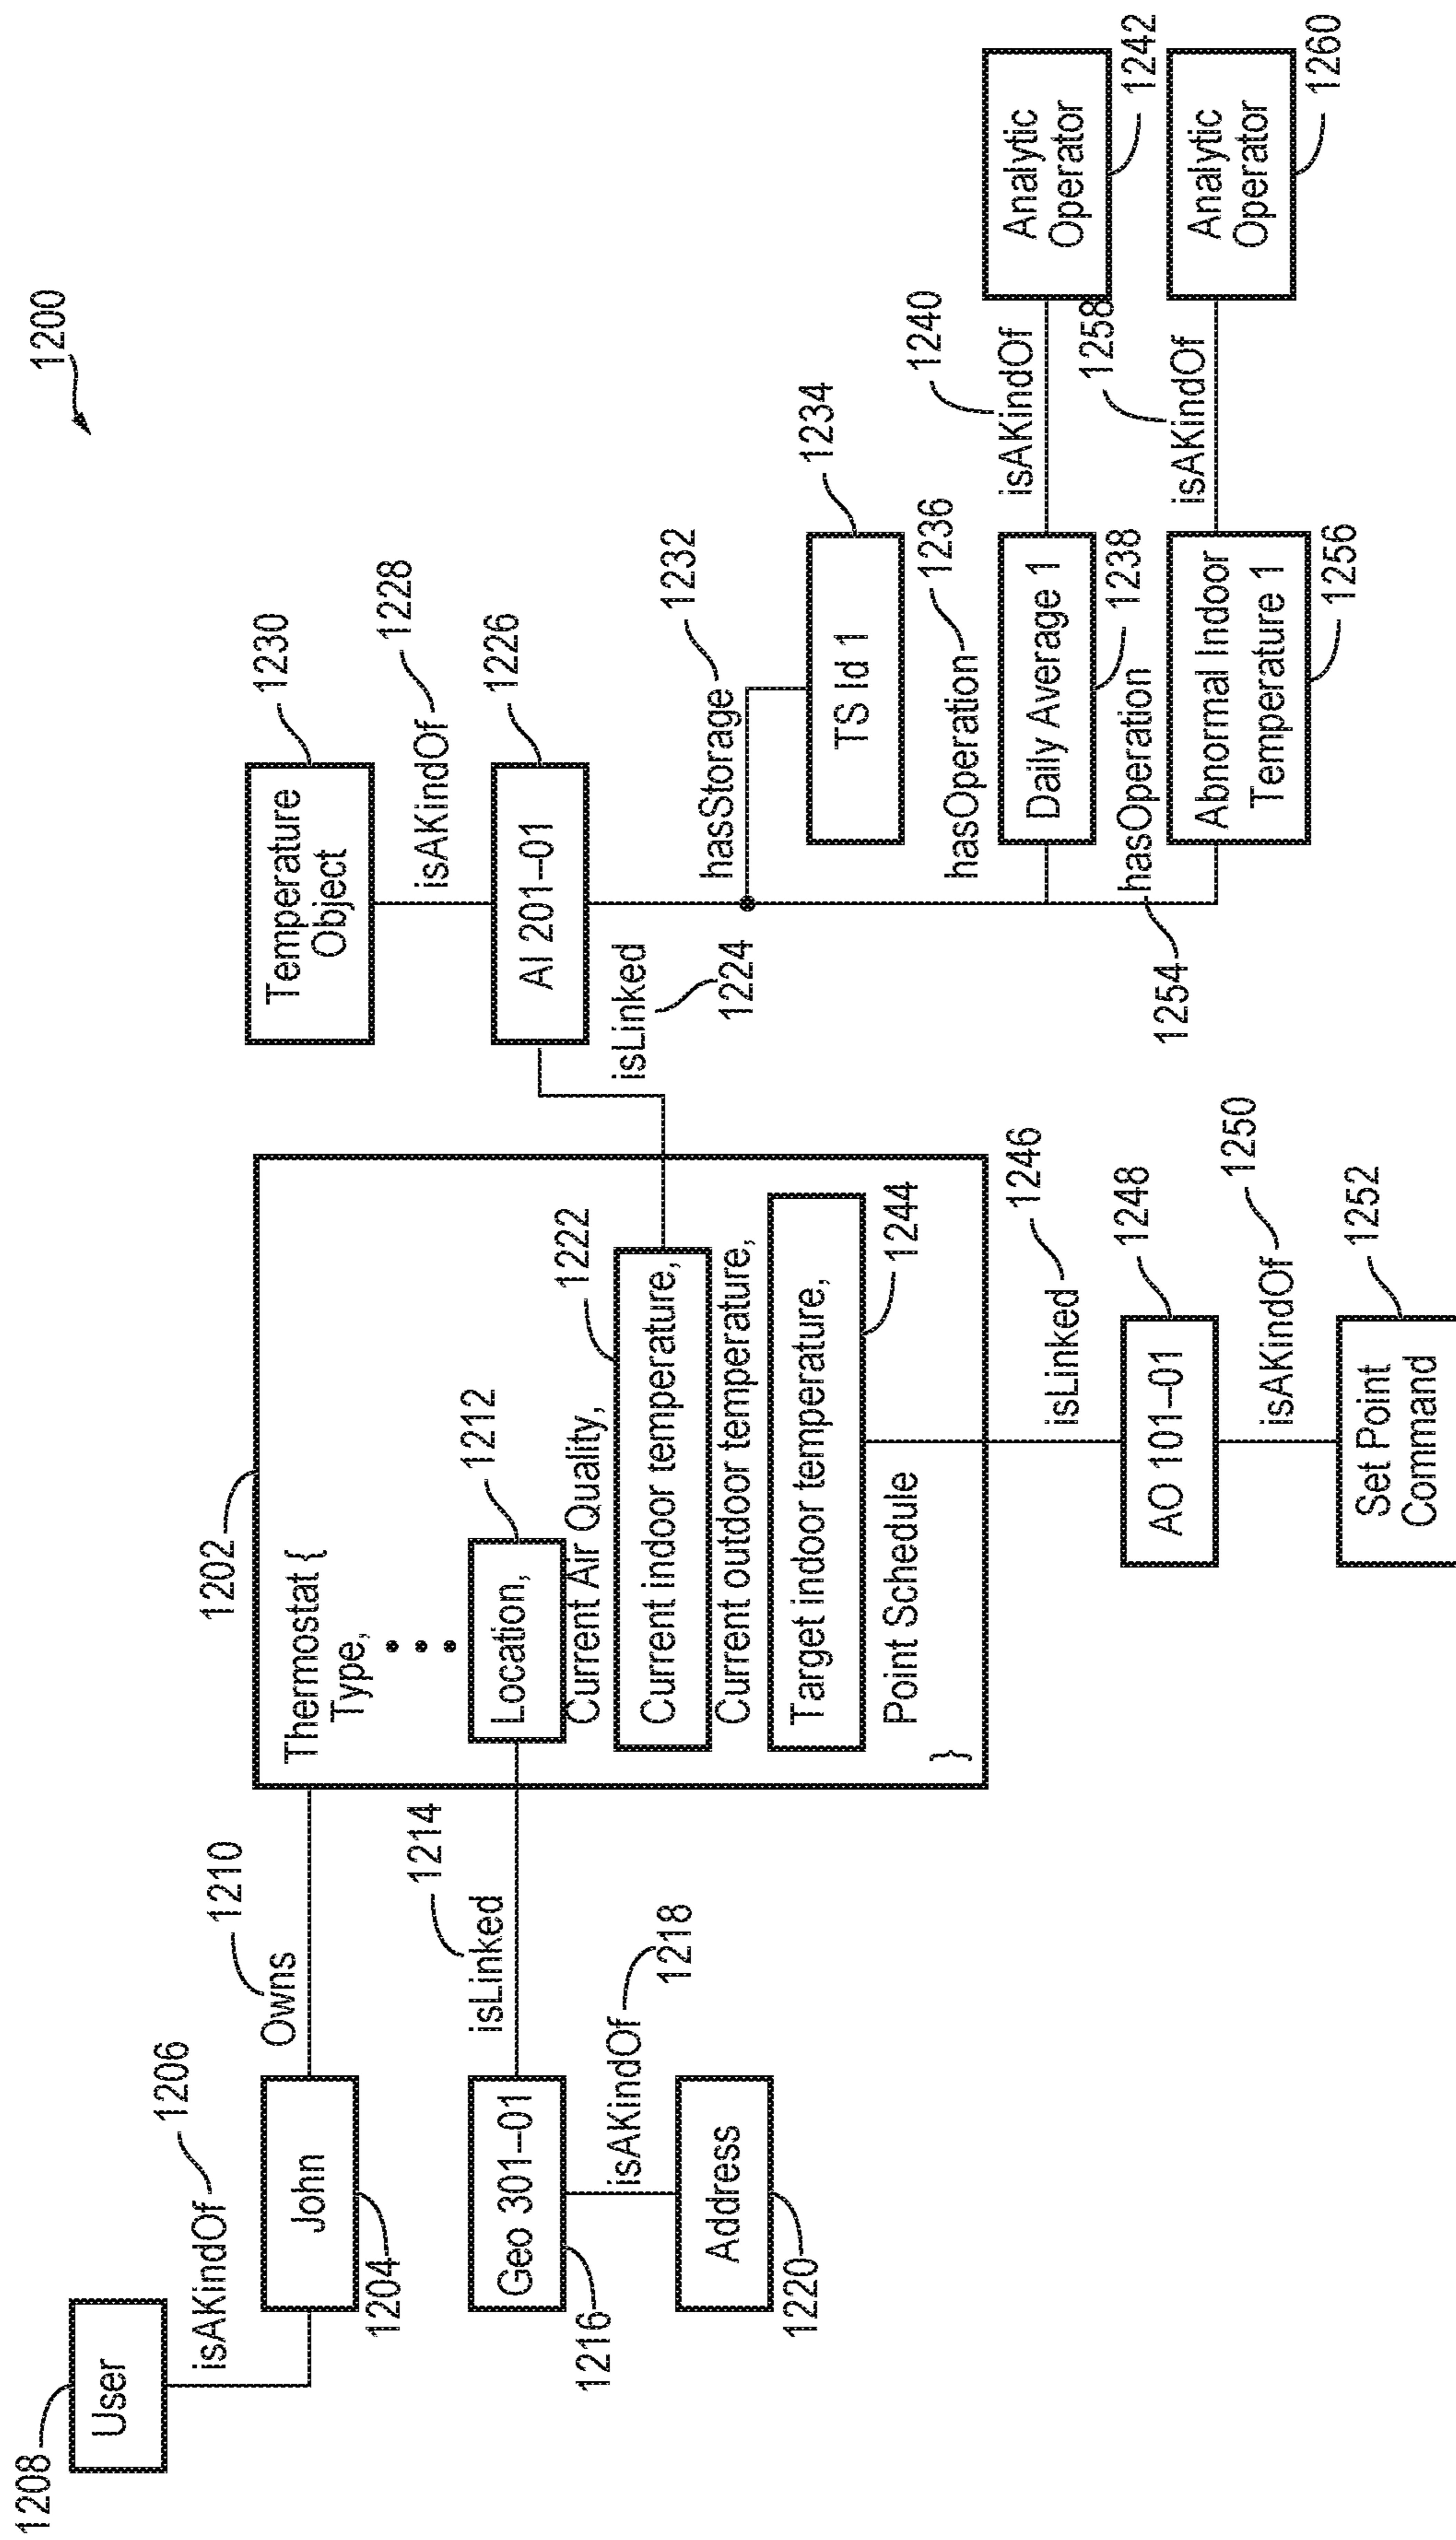 1200
1208
User
isAKindOf
1206
John
1204
Owns
1210
1202
Thermostat {
Type,
Location,
1212
Current Air Quality,
Current indoor temperature,
1222
Current outdoor temperature,
Target indoor temperature,
1244
Point Schedule
}
isLinked
1214
Geo 301–01
1216
isAKindOf
1218
Address
1220
Temperature
Object
1230
isAKindOf
1228
AI 201–01
1226
isLinked
1224
hasStorage
1232
TS Id 1
1234
hasOperation
1236
Daily Average 1
1238
isAKindOf
1240
Analytic
Operator
1242
hasOperation
1254
Abnormal Indoor
Temperature 1
1256
isAKindOf
1258
Analytic
Operator
1260
isLinked
1246
AO 101–01
1248
isAKindOf
1250
Set Point
Command
1252